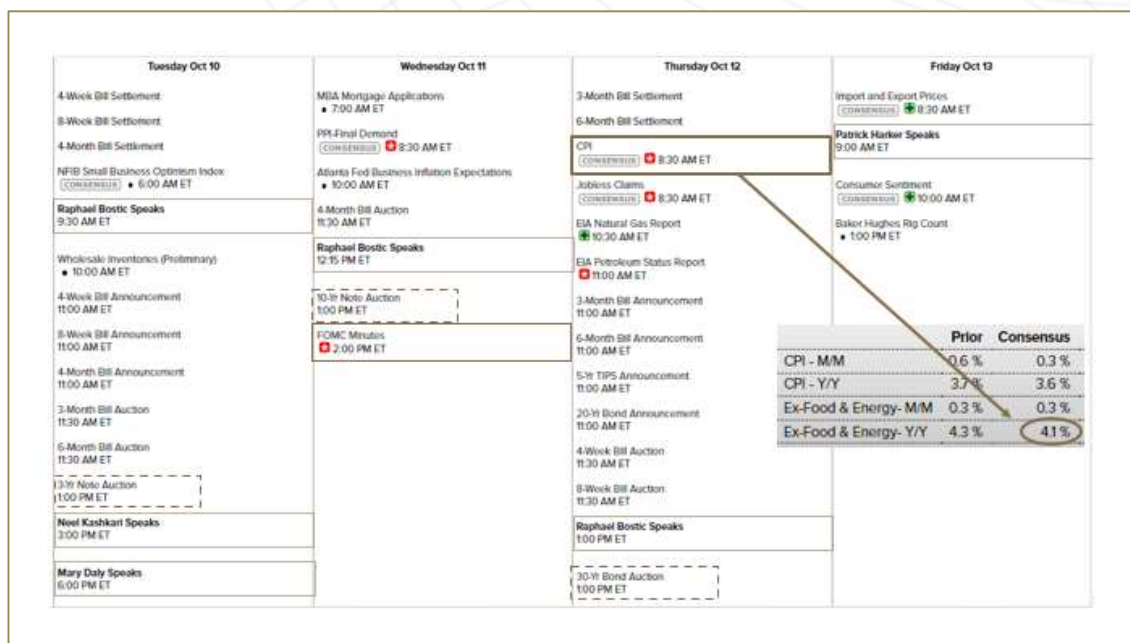 Tuesday Oct 10
4-Week Bill Settlement
8-Week Bill Settlement
4-Month Bill Settlement
NFIB Small Business Optimism Index
CONSENSUS • 6:00 AM ET
Raphael Bostic Speaks
9:30 AM ET
Wholesale Inventories (Preliminary)
• 10:00 AM ET
4-Week Bill Announcement
11:00 AM ET
8-Week Bill Announcement
11:00 AM ET
4-Month Bill Announcement
11:00 AM ET
3-Month Bill Auction
11:30 AM ET
6-Month Bill Auction
11:30 AM ET
3-Yr Note Auction
1:00 PM ET
Neel Kashkari Speaks
3:00 PM ET
Mary Daly Speaks
6:00 PM ET
Wednesday Oct 11
MBA Mortgage Applications
• 7:00 AM ET
PPI-Final Demand
CONSENSUS 8:30 AM ET
Atlanta Fed Business Inflation Expectations
• 10:00 AM ET
4-Month Bill Auction
11:30 AM ET
Raphael Bostic Speaks
12:15 PM ET
10-Yr Note Auction
1:00 PM ET
FOMC Minutes
2:00 PM ET
Thursday Oct 12
3-Month Bill Settlement
6-Month Bill Settlement
CPI
CONSENSUS 8:30 AM ET
Jobless Claims
CONSENSUS 8:30 AM ET
EIA Natural Gas Report
10:30 AM ET
EIA Petroleum Status Report
11:00 AM ET
3-Month Bill Announcement
11:00 AM ET
6-Month Bill Announcement
11:00 AM ET
5-Yr TIPS Announcement
11:00 AM ET
20-Yr Bond Announcement
11:00 AM ET
4-Week Bill Auction
11:30 AM ET
8-Week Bill Auction
11:30 AM ET
Raphael Bostic Speaks
1:00 PM ET
30-Yr Bond Auction
1:00 PM ET
Friday Oct 13
Import and Export Prices
CONSENSUS 8:30 AM ET
Patrick Harker Speaks
9:00 AM ET
Consumer Sentiment
CONSENSUS 10:00 AM ET
Baker Hughes Rig Count
• 1:00 PM ET
Prior Consensus
CPI - M/M 0.6 % 0.3 %
CPI - Y/Y 3.7 % 3.6 %
Ex-Food & Energy- M/M 0.3 % 0.3 %
Ex-Food & Energy- Y/Y 4.3 % 4.1 %